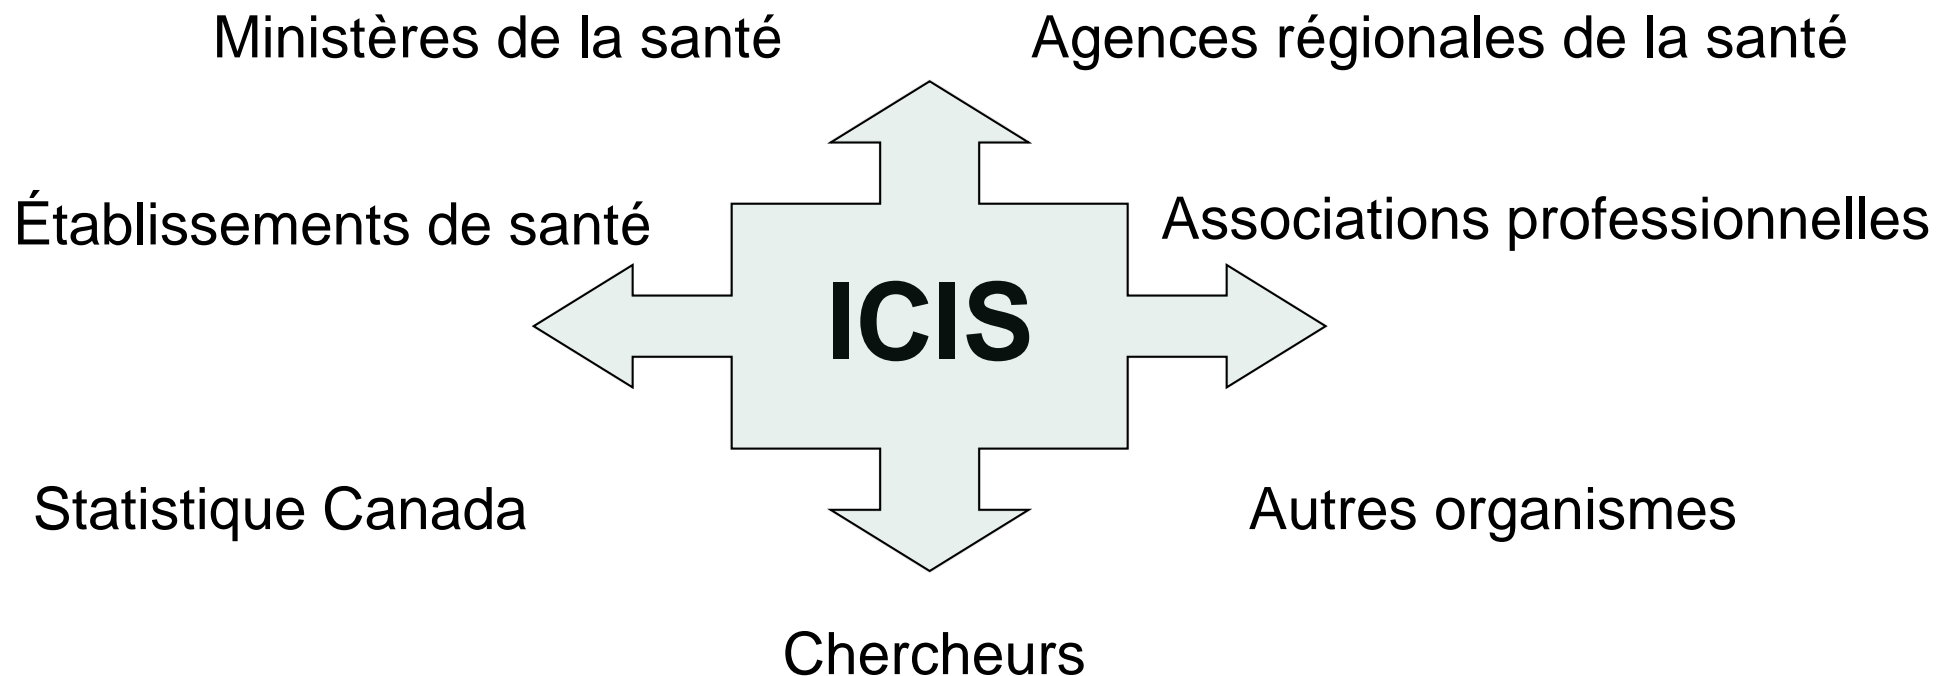 Ministères de la santé
Agences régionales de la santé
Établissements de santé
Associations professionnelles
ICIS
Statistique Canada
Autres organismes
Chercheurs